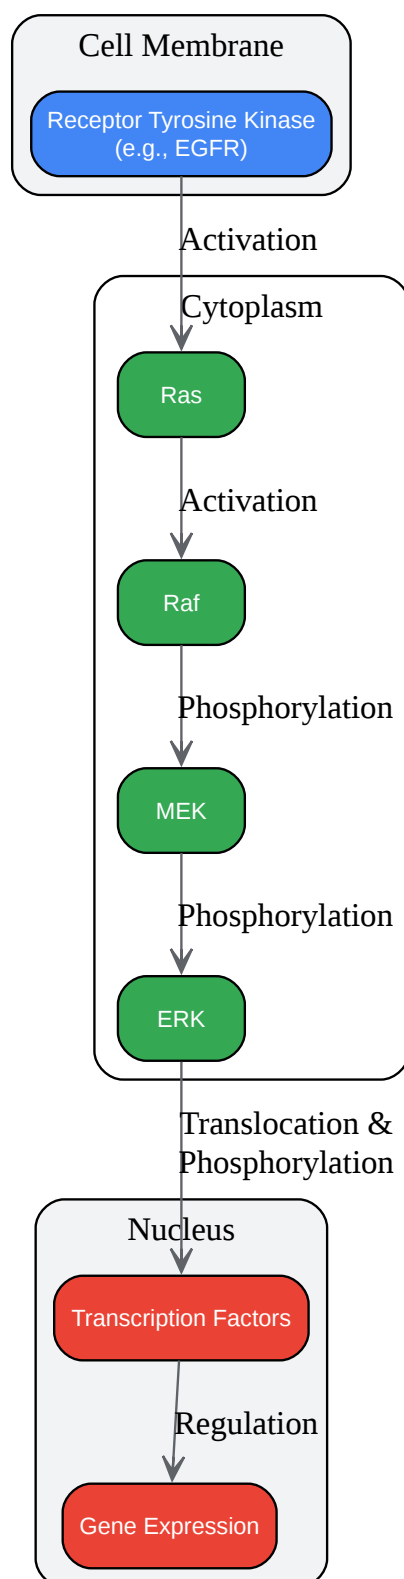 Cell Membrane
Receptor Tyrosine Kinase
(e.g., EGFR)
Activation
Cytoplasm
Ras
Activation
Raf
Phosphorylation
MEK
Phosphorylation
ERK
Translocation &
Phosphorylation
Nucleus
Transcription Factors
Regulation
Gene Expression